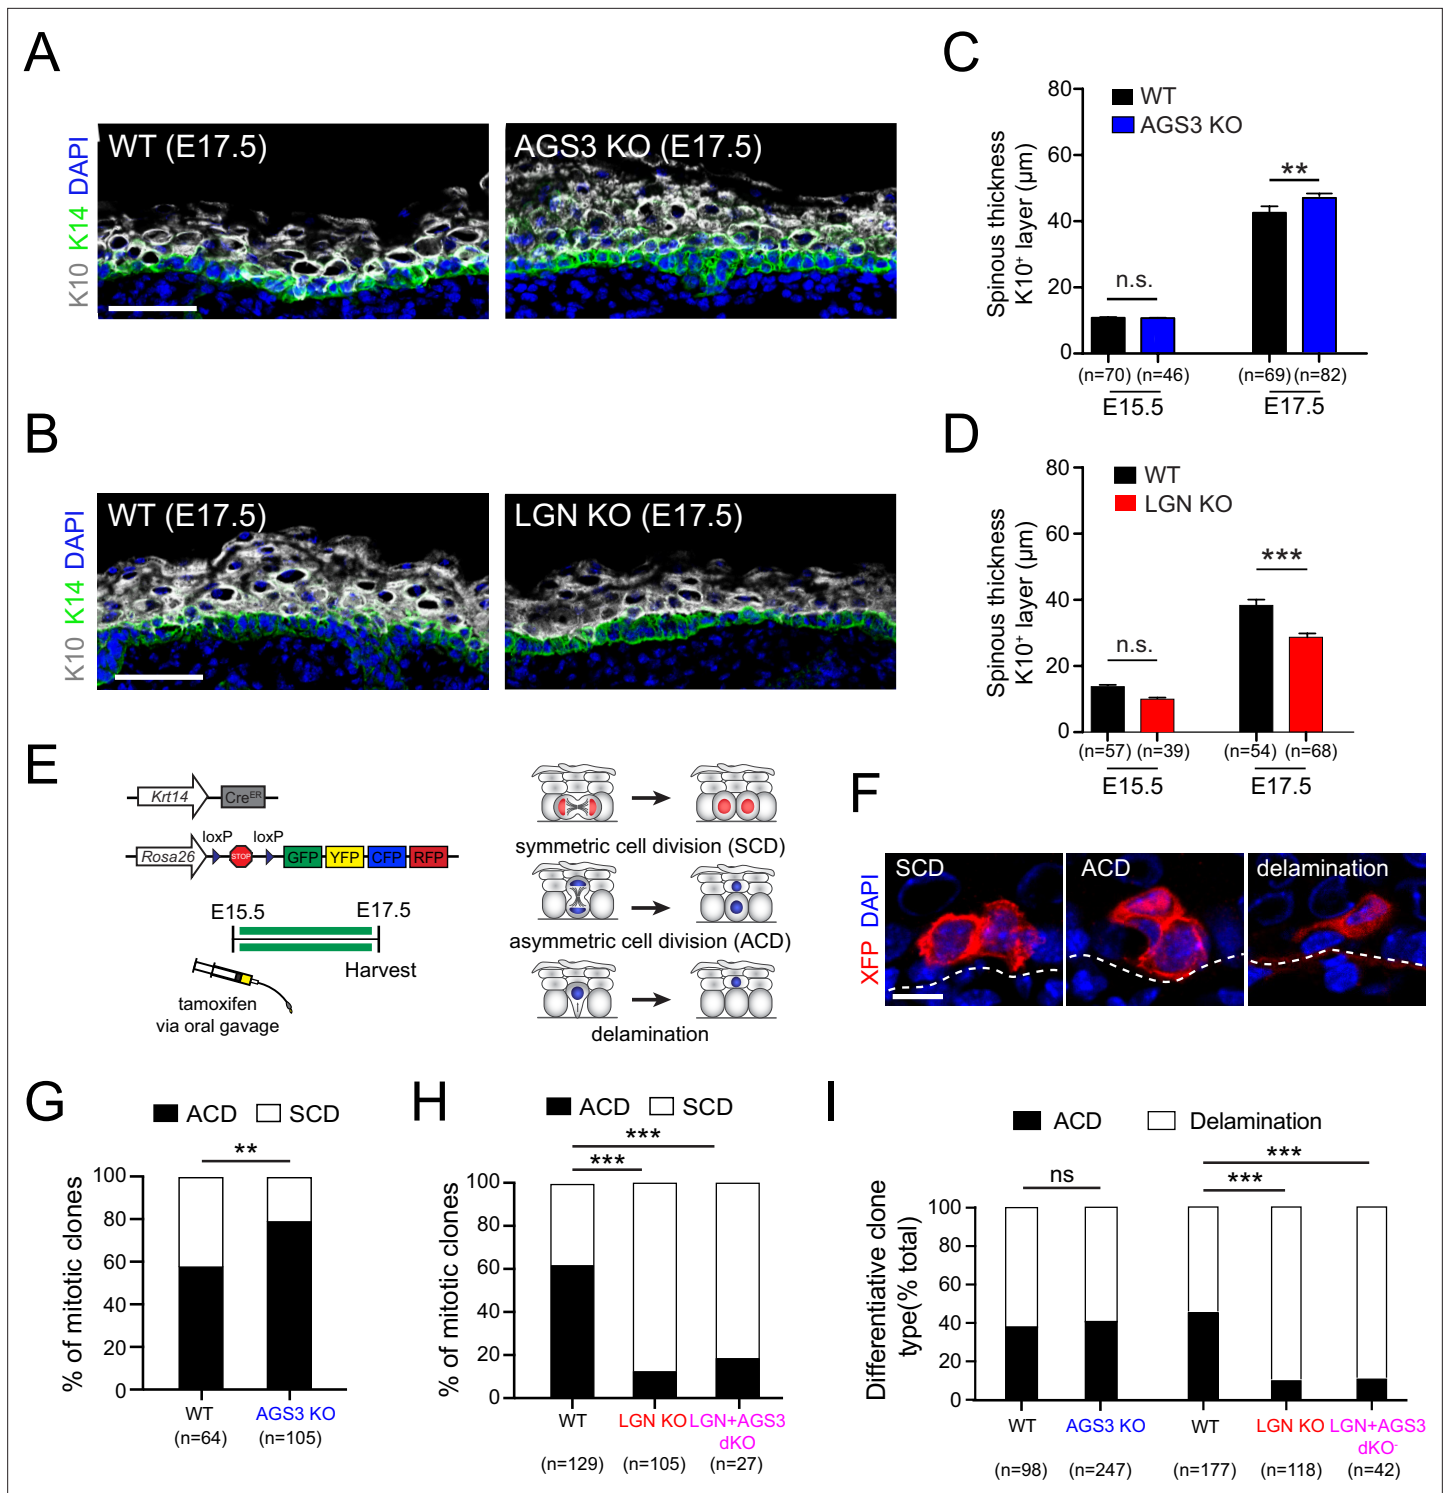 A
K10 K14 DAPI
WT (E17.5)
AGS3 KO (E17.5)
C
Spinous thickness
K10⁺ layer (µm)
80
60
40
20
0
WT
AGS3 KO
n.s.
**
(n=70) (n=46)
(n=69) (n=82)
E15.5
E17.5
B
K10 K14 DAPI
WT (E17.5)
LGN KO (E17.5)
D
Spinous thickness
K10⁺ layer (µm)
80
60
40
20
0
WT
LGN KO
n.s.
***
(n=57) (n=39)
(n=54) (n=68)
E15.5
E17.5
E
Krt14
Creᴱᴿ
loxP
loxP
Rosa26
STOP
GFP
YFP
CFP
RFP
E15.5
E17.5
Harvest
tamoxifen
via oral gavage
symmetric cell division (SCD)
asymmetric cell division (ACD)
delamination
F
XFP DAPI
SCD
ACD
delamination
G
ACD
SCD
**
% of mitotic clones
100
80
60
40
20
0
WT
AGS3 KO
(n=64)
(n=105)
H
ACD
SCD
***
***
% of mitotic clones
100
80
60
40
20
0
WT
LGN KO
LGN+AGS3
dKO
(n=129)
(n=105)
(n=27)
I
ACD
Delamination
ns
***
***
Differentiative clone
type(% total)
100
80
60
40
20
0
WT
AGS3 KO
WT
LGN KO
LGN+AGS3
dKO-
(n=98)
(n=247)
(n=177)
(n=118)
(n=42)